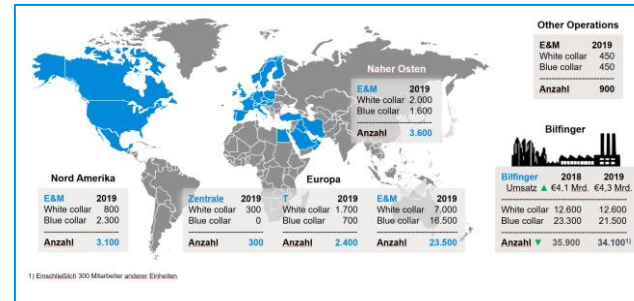 Other Operations
E&M 2019
White collar 450
Blue collar 450
Anzahl 900
Naher Osten
E&M 2019
White collar 2.000
Blue collar 1.600
Anzahl 3.600
Bilfinger
Bilfinger 2018 2019
Umsatz ▲ €4,1 Mrd. €4,3 Mrd.
White collar 12.600 12.600
Blue collar 23.300 21.500
Anzahl ▼ 35.900 34.100¹⁾
Nord Amerika
E&M 2019
White collar 800
Blue collar 2.300
Anzahl 3.100
Europa
Zentrale 2019
White collar 300
Blue collar 0
Anzahl 300
T 2019
White collar 1.700
Blue collar 700
Anzahl 2.400
E&M 2019
White collar 7.000
Blue collar 16.500
Anzahl 23.500
1) Einschließlich 300 Mitarbeiter anderer Einheiten